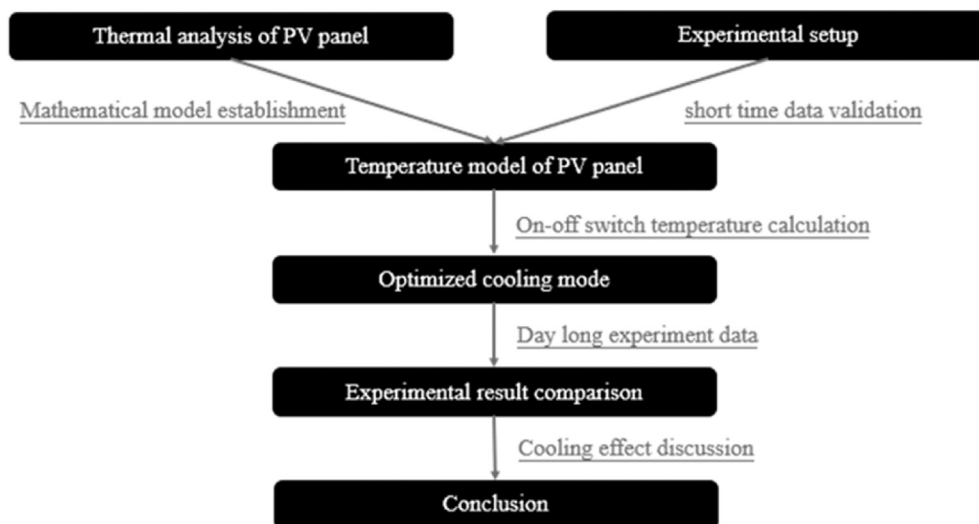 Thermal analysis of PV panel
Experimental setup
Mathematical model establishment
short time data validation
Temperature model of PV panel
On-off switch temperature calculation
Optimized cooling mode
Day long experiment data
Experimental result comparison
Cooling effect discussion
Conclusion